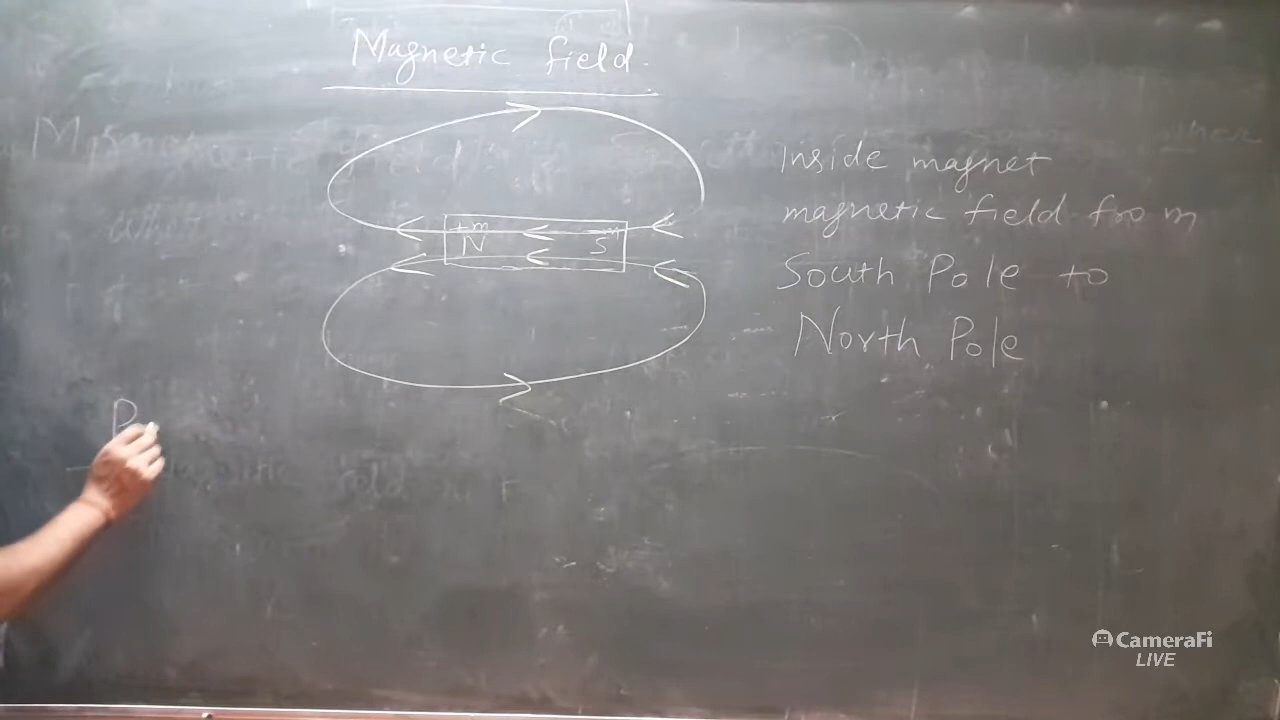 Magnetic field.
+m m
N S
Inside magnet
magnetic field from
South Pole to
North Pole
P
CameraFi
LIVE